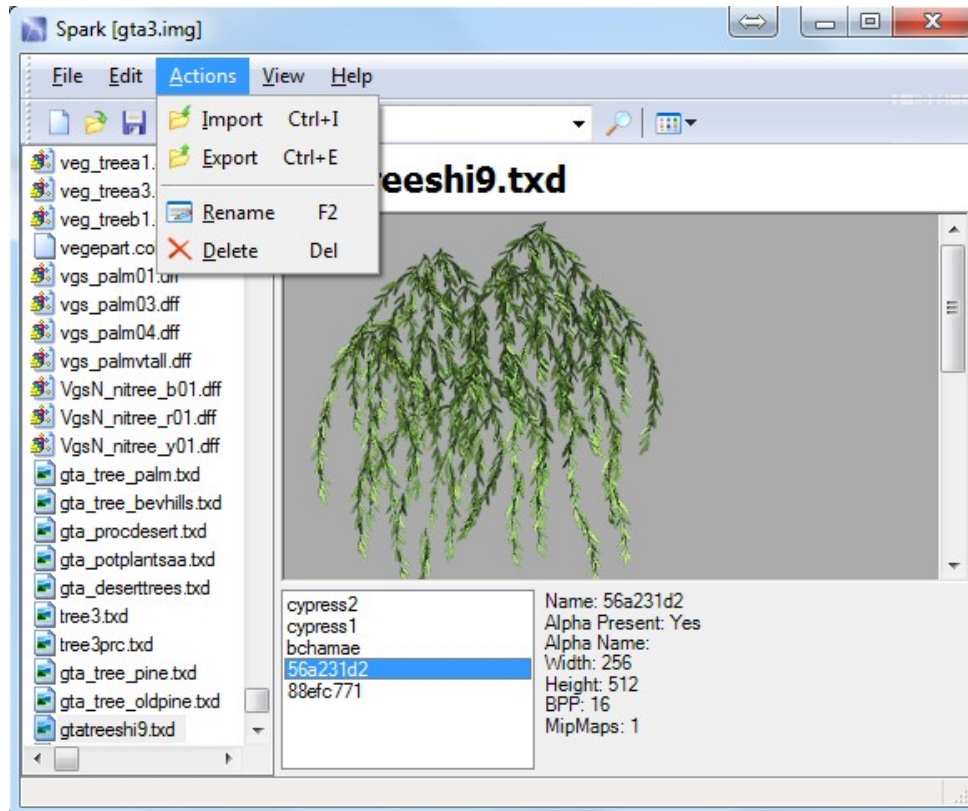 Spark [gta3.img]
File Edit Actions View Help
Import Ctrl+I
Export Ctrl+E
Rename F2
Delete Del
eeshi9.txd
veg_treea1.
veg_treea3.
veg_treeb1.
vegepart.co
vgs_palm01.dff
vgs_palm03.dff
vgs_palm04.dff
vgs_palmvtall.dff
VgsN_nitree_b01.dff
VgsN_nitree_r01.dff
VgsN_nitree_y01.dff
gta_tree_palm.txd
gta_tree_bevhills.txd
gta_procdesert.txd
gta_potplantsaa.txd
gta_deserttrees.txd
tree3.txd
tree3prc.txd
gta_tree_pine.txd
gta_tree_oldpine.txd
gtatreeshi9.txd
cypress2
cypress1
bchamae
56a231d2
88efc771
Name: 56a231d2
Alpha Present: Yes
Alpha Name:
Width: 256
Height: 512
BPP: 16
MipMaps: 1